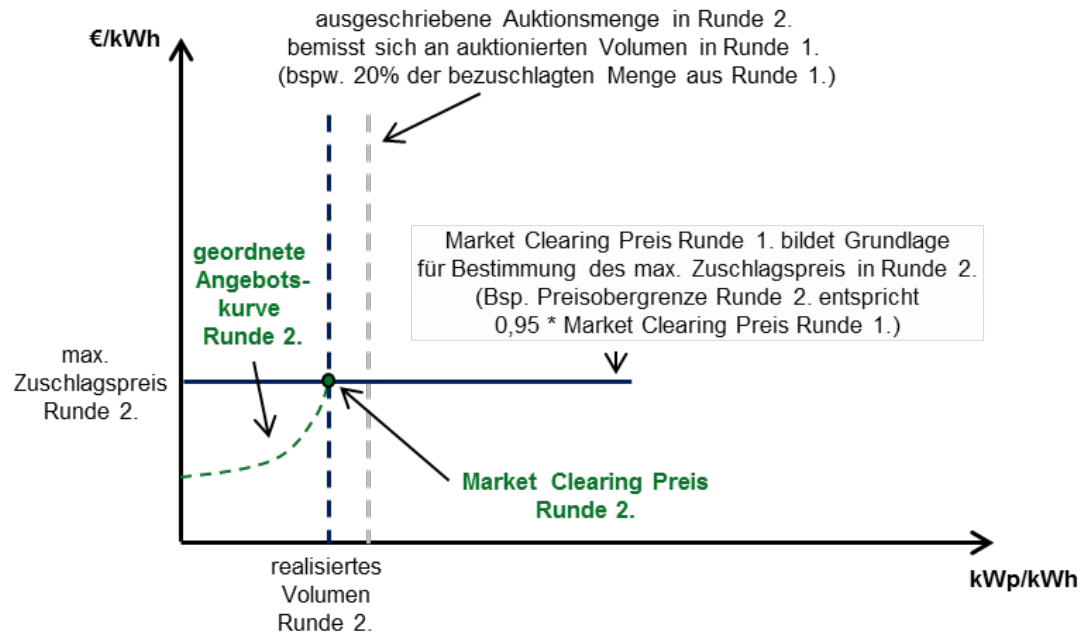 €/kWh
ausgeschriebene Auktionsmenge in Runde 2.
bemisst sich an auktionierten Volumen in Runde 1.
(bspw. 20% der bezuschlagten Menge aus Runde 1.)
geordnete
Angebots-
kurve
Runde 2.
Market Clearing Preis Runde 1. bildet Grundlage
für Bestimmung des max. Zuschlagspreis in Runde 2.
(Bsp. Preisobergrenze Runde 2. entspricht
0,95 * Market Clearing Preis Runde 1.)
max.
Zuschlagspreis
Runde 2.
Market Clearing Preis
Runde 2.
realisiertes
Volumen
Runde 2.
kWp/kWh